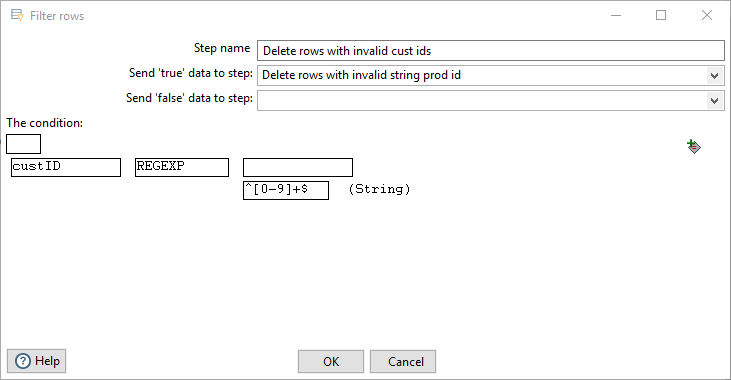 Filter rows
Step name Delete rows with invalid cust ids
Send 'true' data to step: Delete rows with invalid string prod id
Send 'false' data to step:
The condition:
custID REGEXP
^[0-9]+$ (String)
Help OK Cancel